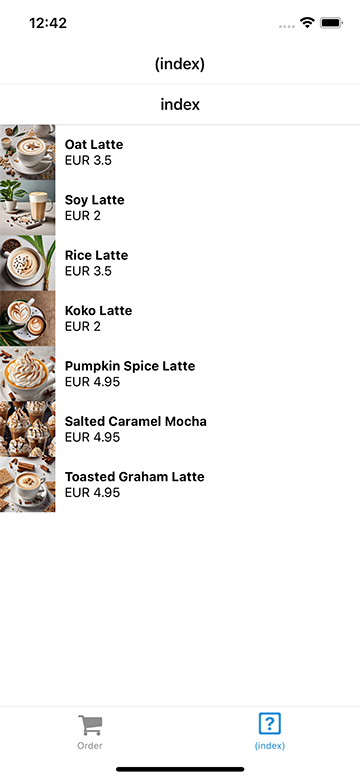 12:42
(index)
index
Oat Latte
EUR 3.5
Soy Latte
EUR 2
Rice Latte
EUR 3.5
Koko Latte
EUR 2
Pumpkin Spice Latte
EUR 4.95
Salted Caramel Mocha
EUR 4.95
Toasted Graham Latte
EUR 4.95
Order
(index)